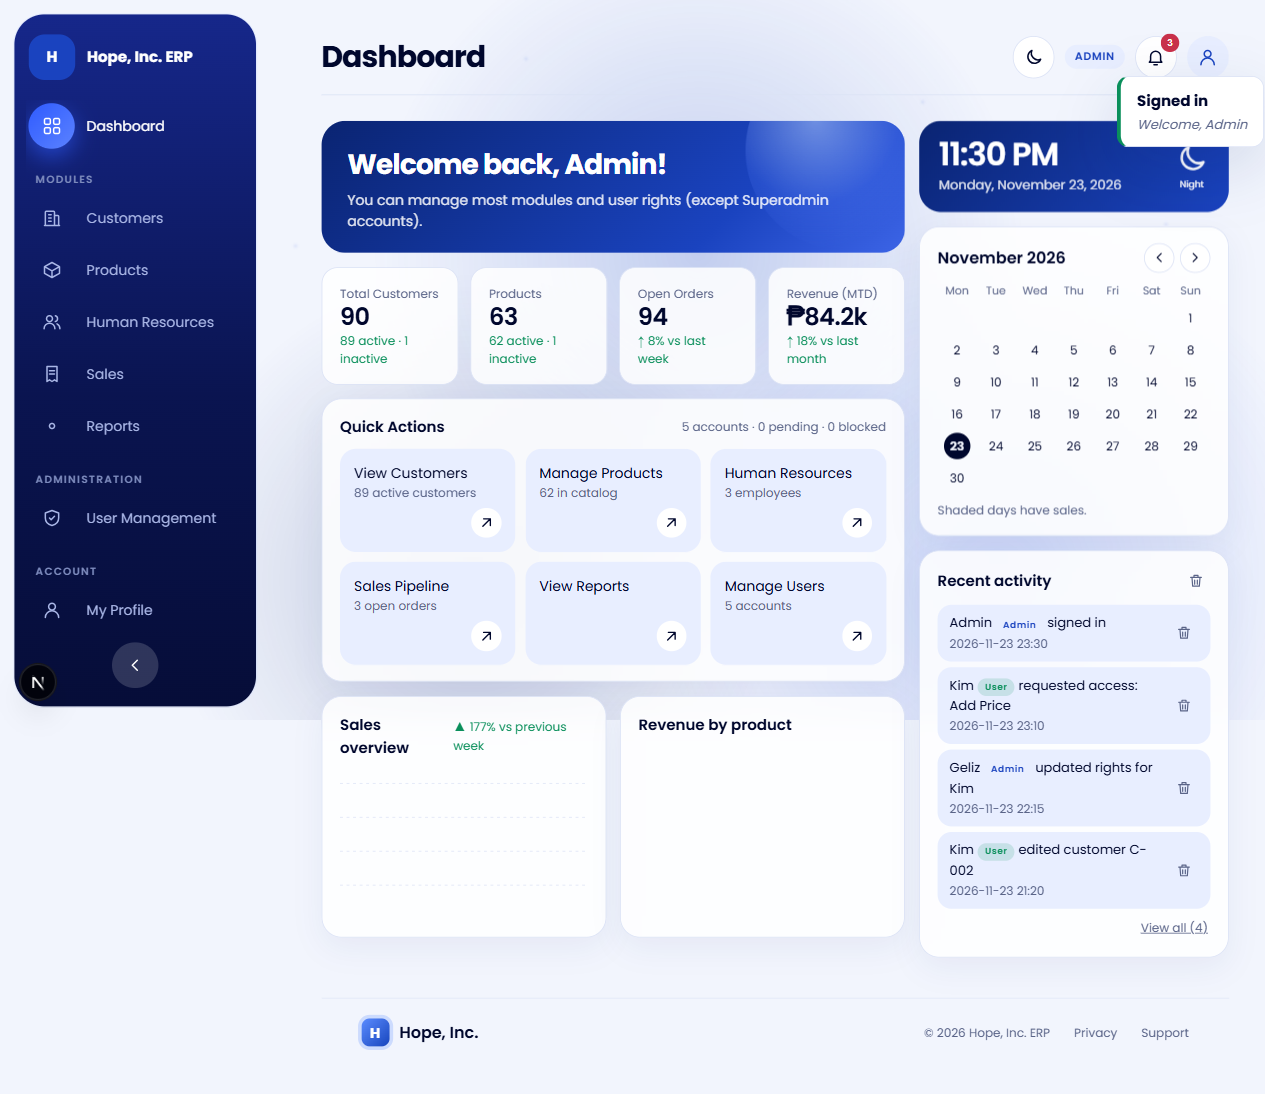 H
Hope, Inc. ERP
Dashboard
MODULES
Customers
Products
Human Resources
Sales
Reports
ADMINISTRATION
User Management
ACCOUNT
My Profile
N
Dashboard
ADMIN
3
Signed in
Welcome, Admin
Welcome back, Admin!
You can manage most modules and user rights (except Superadmin
accounts).
Total Customers
90
89 active · 1
inactive
Products
63
62 active · 1
inactive
Open Orders
94
↑ 8% vs last
week
Revenue (MTD)
₱84.2k
↑ 18% vs last
month
Quick Actions
5 accounts · 0 pending · 0 blocked
View Customers
89 active customers
Manage Products
62 in catalog
Human Resources
3 employees
Sales Pipeline
3 open orders
View Reports
Manage Users
5 accounts
Sales
overview
▲ 177% vs previous
week
Revenue by product
11:30 PM
Monday, November 23, 2026
Night
November 2026
Mon Tue Wed Thu Fri Sat Sun
1
2 3 4 5 6 7 8
9 10 11 12 13 14 15
16 17 18 19 20 21 22
23 24 25 26 27 28 29
30
Shaded days have sales.
Recent activity
Admin Admin signed in
2026-11-23 23:30
Kim User requested access:
Add Price
2026-11-23 23:10
Geliz Admin updated rights for
Kim
2026-11-23 22:15
Kim User edited customer C-
002
2026-11-23 21:20
View all (4)
H
Hope, Inc.
© 2026 Hope, Inc. ERP
Privacy
Support